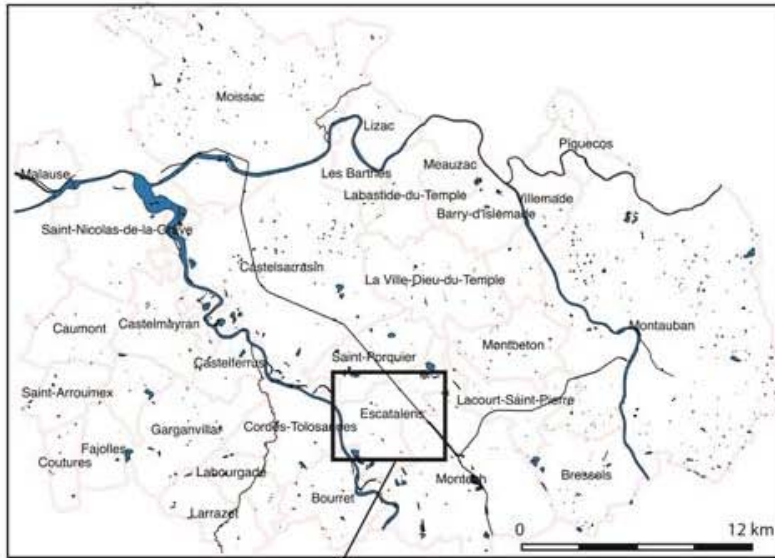 Moissac
Lizac
Piquecos
Malause
Les Barthes
Meauzac
Labastide-du-Temple
Villemade
Barry-d'Islemade
Saint-Nicolas-de-la-Grave
Castelsarrasin
La Ville-Dieu-du-Temple
Caumont
Castelmayran
Montauban
Montbeton
Castelferrus
Saint-Porquier
Saint-Arroumex
Lacourt-Saint-Pierre
Escatalens
Garganvillar
Cordes-Tolosannes
Fajolles
Coutures
Labourgade
Montech
Bressols
Bourret
Larrazet
0 12 km